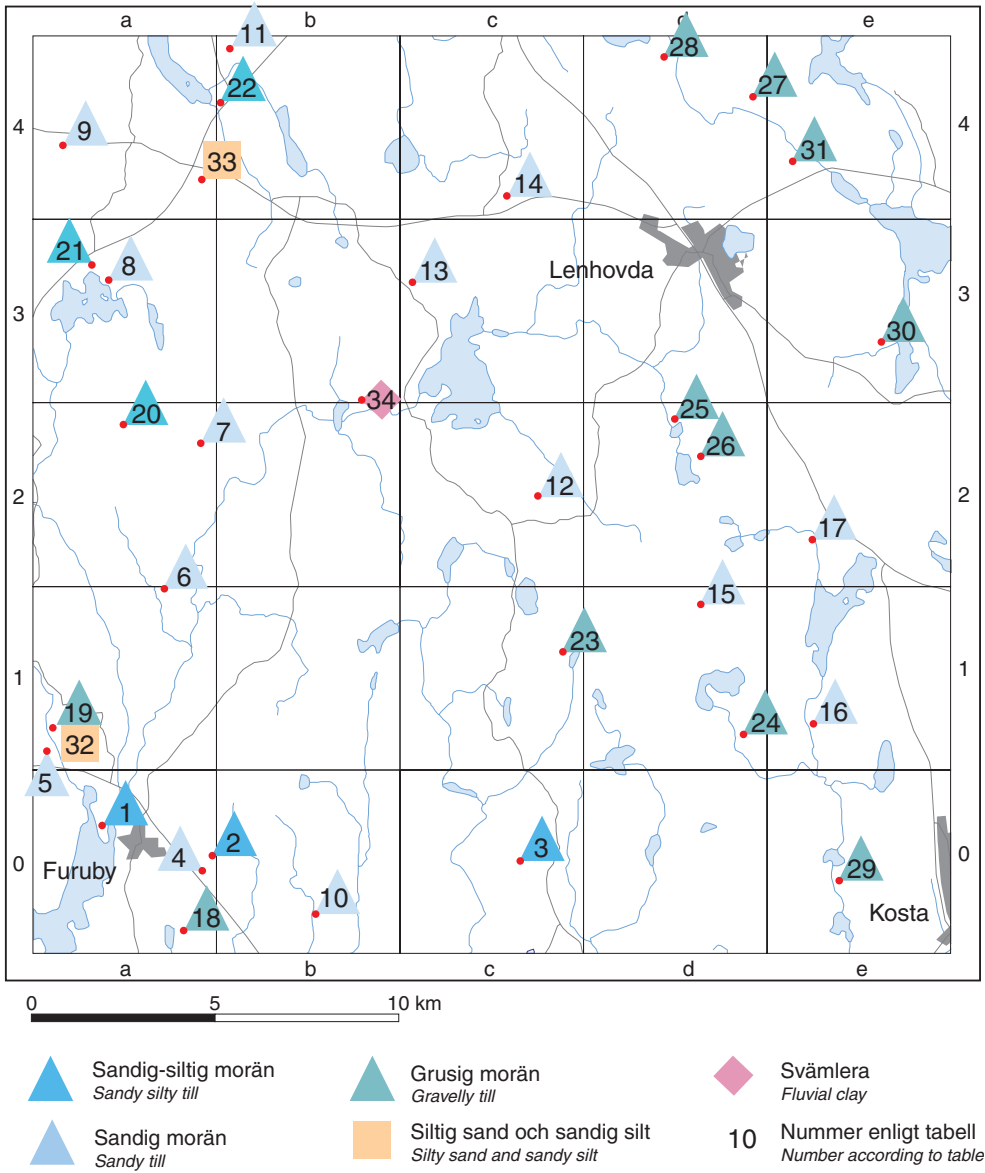 a b c d e
11
28
22
27
4 9 4
33
31
14
21
8
13
Lenhovda
3 3
30
34
20
25
7
26
12
2 2
17
6
15
23
1 1
19
24
16
32
5
1
2
3
4
0 0
Furuby
29
10
18
Kosta
a b c d e
0 5 10 km
Sandig-siltig morän
Sandy silty till
Grusig morän
Gravelly till
Svämlera
Fluvial clay
Sandig morän
Sandy till
Siltig sand och sandig silt
Silty sand and sandy silt
10 Nummer enligt tabell
Number according to table